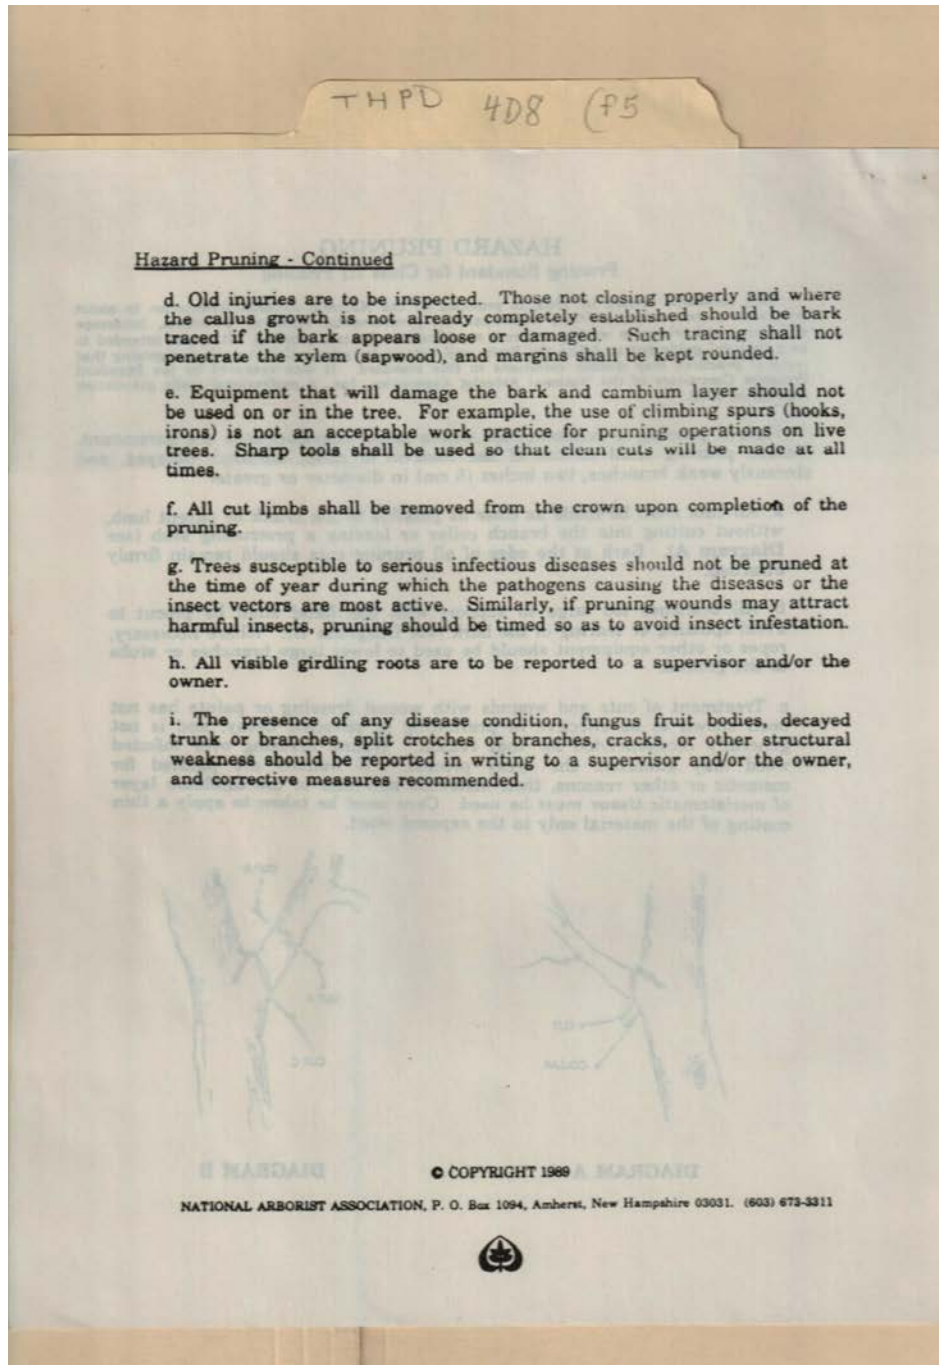 THPD 4D8 (f5
Hazard Pruning - Continued
d. Old injuries are to be inspected. Those not closing properly and where
the callus growth is not already completely established should be bark
traced if the bark appears loose or damaged. Such tracing shall not
penetrate the xylem (sapwood), and margins shall be kept rounded.
e. Equipment that will damage the bark and cambium layer should not
be used on or in the tree. For example, the use of climbing spurs (hooks,
irons) is not an acceptable work practice for pruning operations on live
trees. Sharp tools shall be used so that clean cuts will be made at all
times.
f. All cut limbs shall be removed from the crown upon completion of the
pruning.
g. Trees susceptible to serious infectious diseases should not be pruned at
the time of year during which the pathogens causing the diseases or the
insect vectors are most active. Similarly, if pruning wounds may attract
harmful insects, pruning should be timed so as to avoid insect infestation.
h. All visible girdling roots are to be reported to a supervisor and/or the
owner.
i. The presence of any disease condition, fungus fruit bodies, decayed
trunk or branches, split crotches or branches, cracks, or other structural
weakness should be reported in writing to a supervisor and/or the owner,
and corrective measures recommended.
© COPYRIGHT 1989
NATIONAL ARBORIST ASSOCIATION, P. O. Box 1094, Amherst, New Hampshire 03031. (603) 673-3311